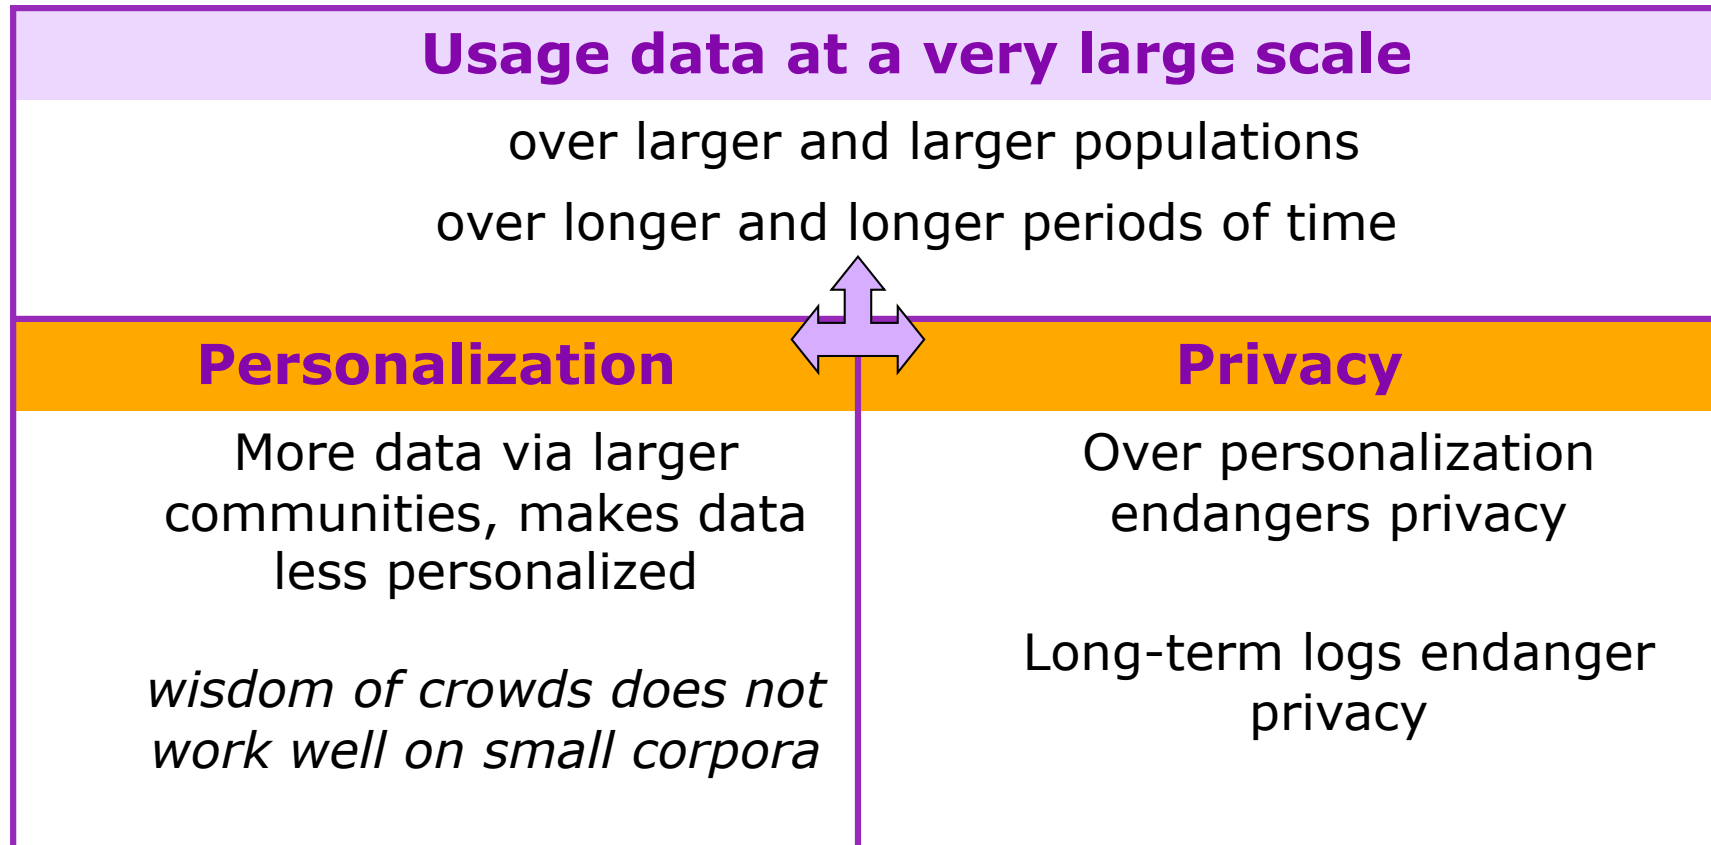 Usage data at a very large scale
over larger and larger populations
over longer and longer periods of time
Personalization
Privacy
More data via larger
communities, makes data
less personalized
wisdom of crowds does not
work well on small corpora
Over personalization
endangers privacy
Long-term logs endanger
privacy